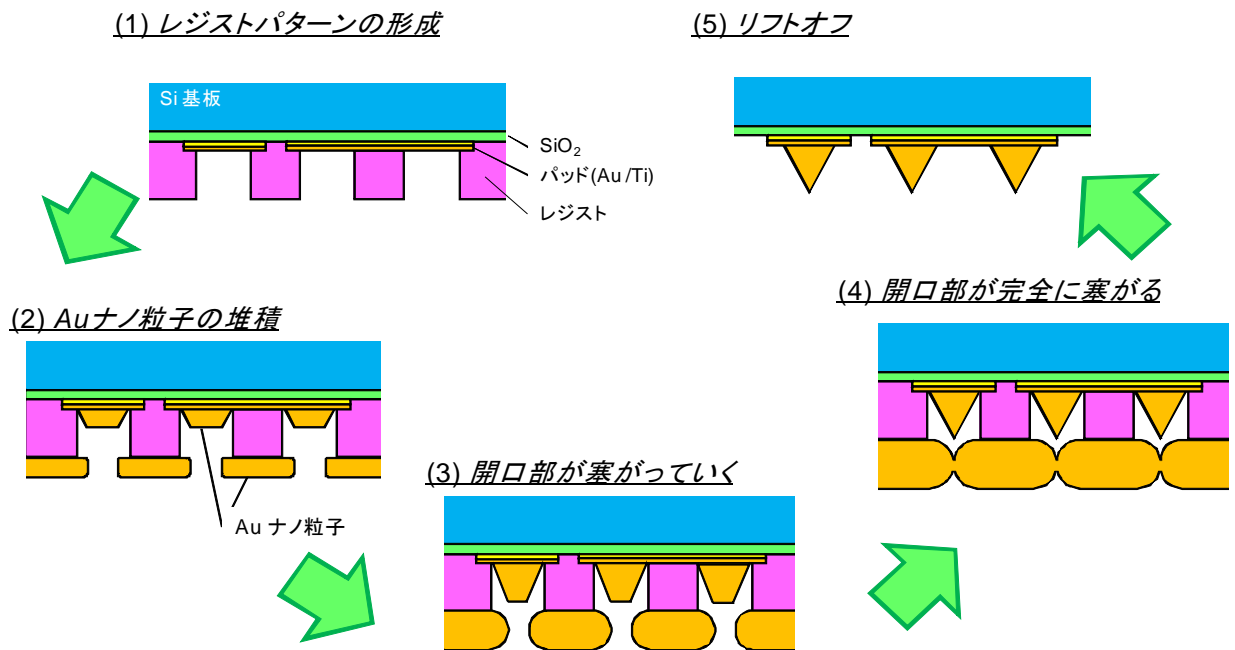 (1) レジストパターンの形成
Si 基板
SiO2
パッド(Au /Ti)
レジスト
(2) Auナノ粒子の堆積
Au ナノ粒子
(3) 開口部が塞がっていく
(4) 開口部が完全に塞がる
(5) リフトオフ